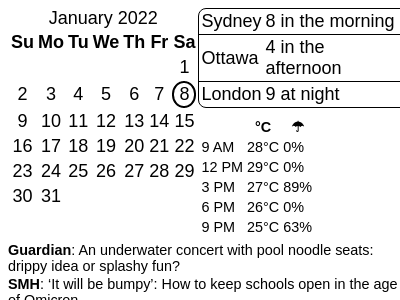 January 2022
Su Mo Tu We Th Fr Sa
1
2 3 4 5 6 7 8
9 10 11 12 13 14 15
16 17 18 19 20 21 22
23 24 25 26 27 28 29
30 31
Sydney 8 in the morning
Ottawa 4 in the
afternoon
London 9 at night
°C ☂
9 AM 28°C 0%
12 PM 29°C 0%
3 PM 27°C 89%
6 PM 26°C 0%
9 PM 25°C 63%
Guardian: An underwater concert with pool noodle seats:
drippy idea or splashy fun?
SMH: ‘It will be bumpy’: How to keep schools open in the age
of Omicron